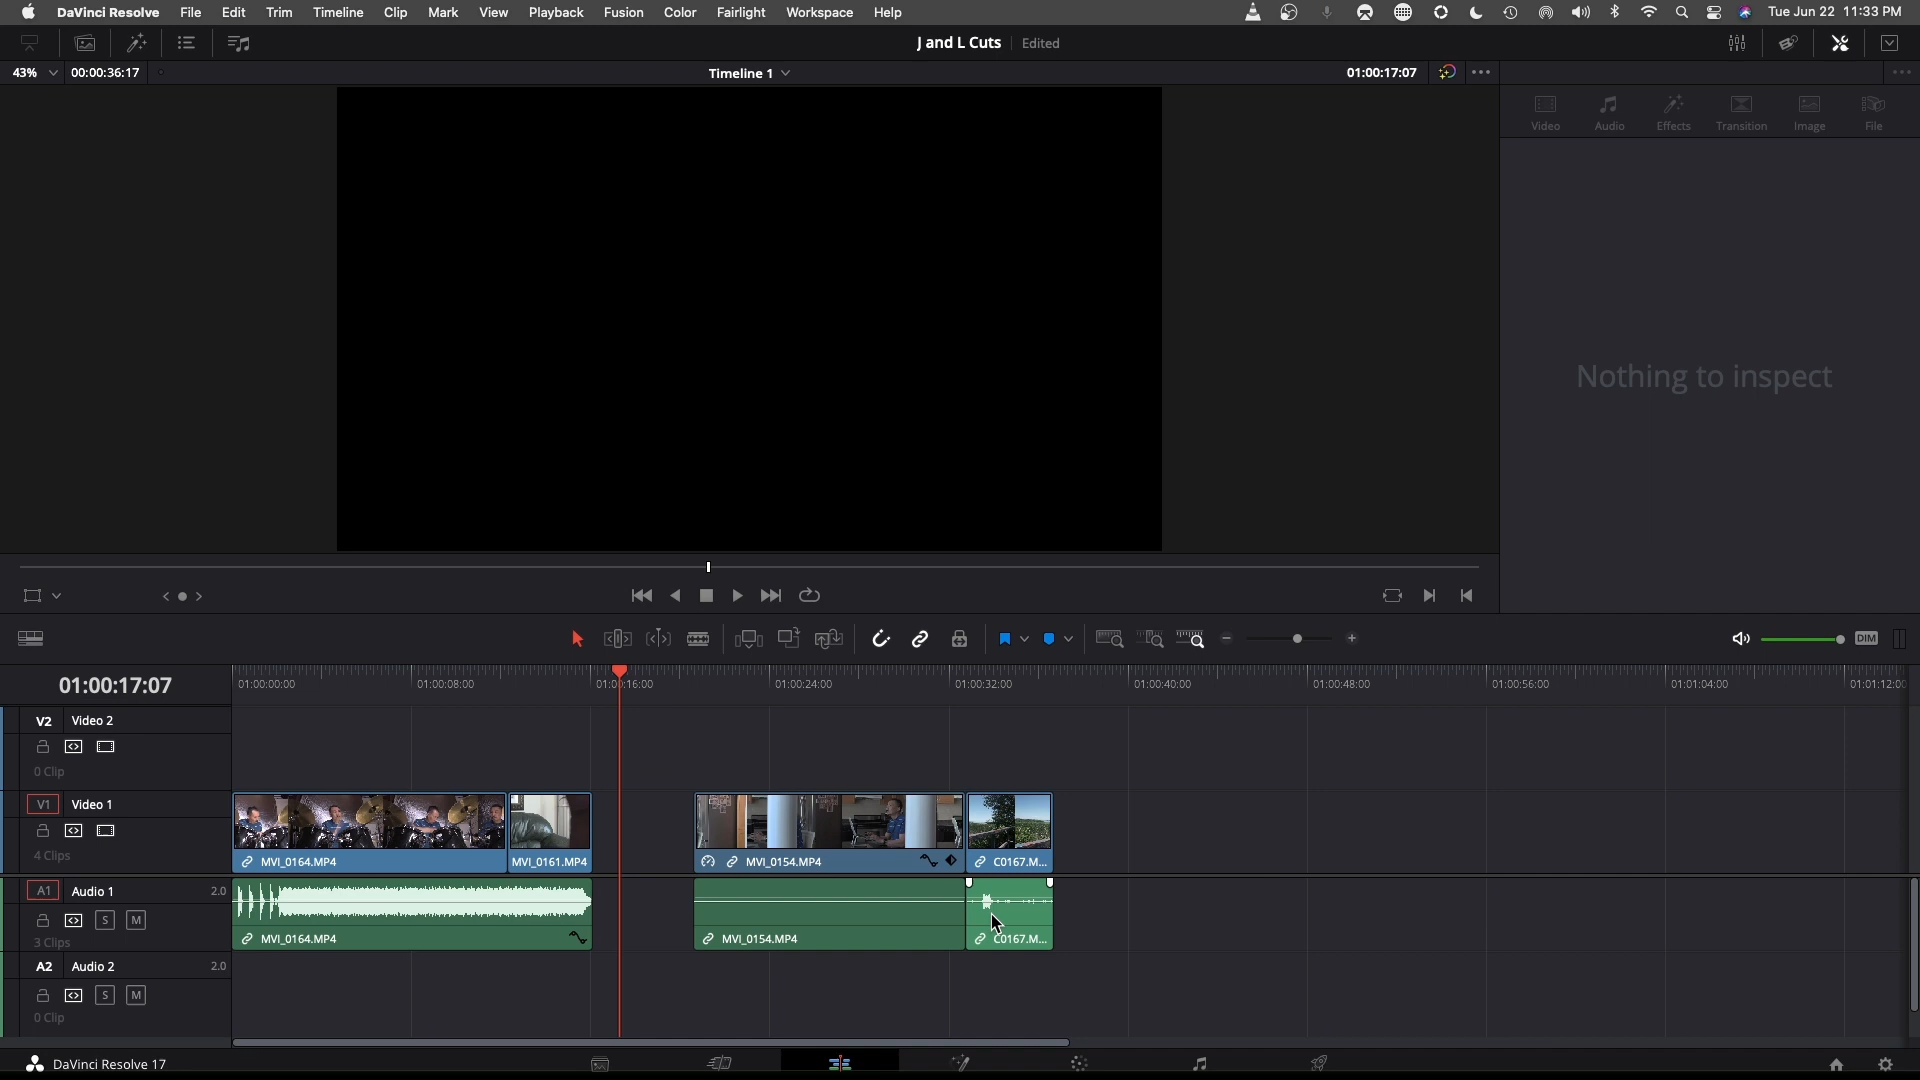 DaVinci Resolve File Edit Trim Timeline Clip Mark View Playback Fusion Color Fairlight Workspace Help Tue Jun 22 11:33 PM
J and L Cuts Edited
43% 00:00:36:17 Timeline 1 01:00:17:07
Video Audio Effects Transition Image File
Nothing to inspect
DIM
01:00:17:07
01:00:00:00 01:00:08:00 01:00:16:00 01:00:24:00 01:00:32:00 01:00:40:00 01:00:48:00 01:00:56:00 01:01:04:00 01:01:12:00
V2 Video 2
0 Clip
V1 Video 1
4 Clips
MVI_0164.MP4 MVI_0161.MP4 MVI_0154.MP4 C0167.M...
A1 Audio 1 2.0
S M
3 Clips
MVI_0164.MP4 MVI_0154.MP4 C0167.M...
A2 Audio 2 2.0
S M
0 Clip
DaVinci Resolve 17